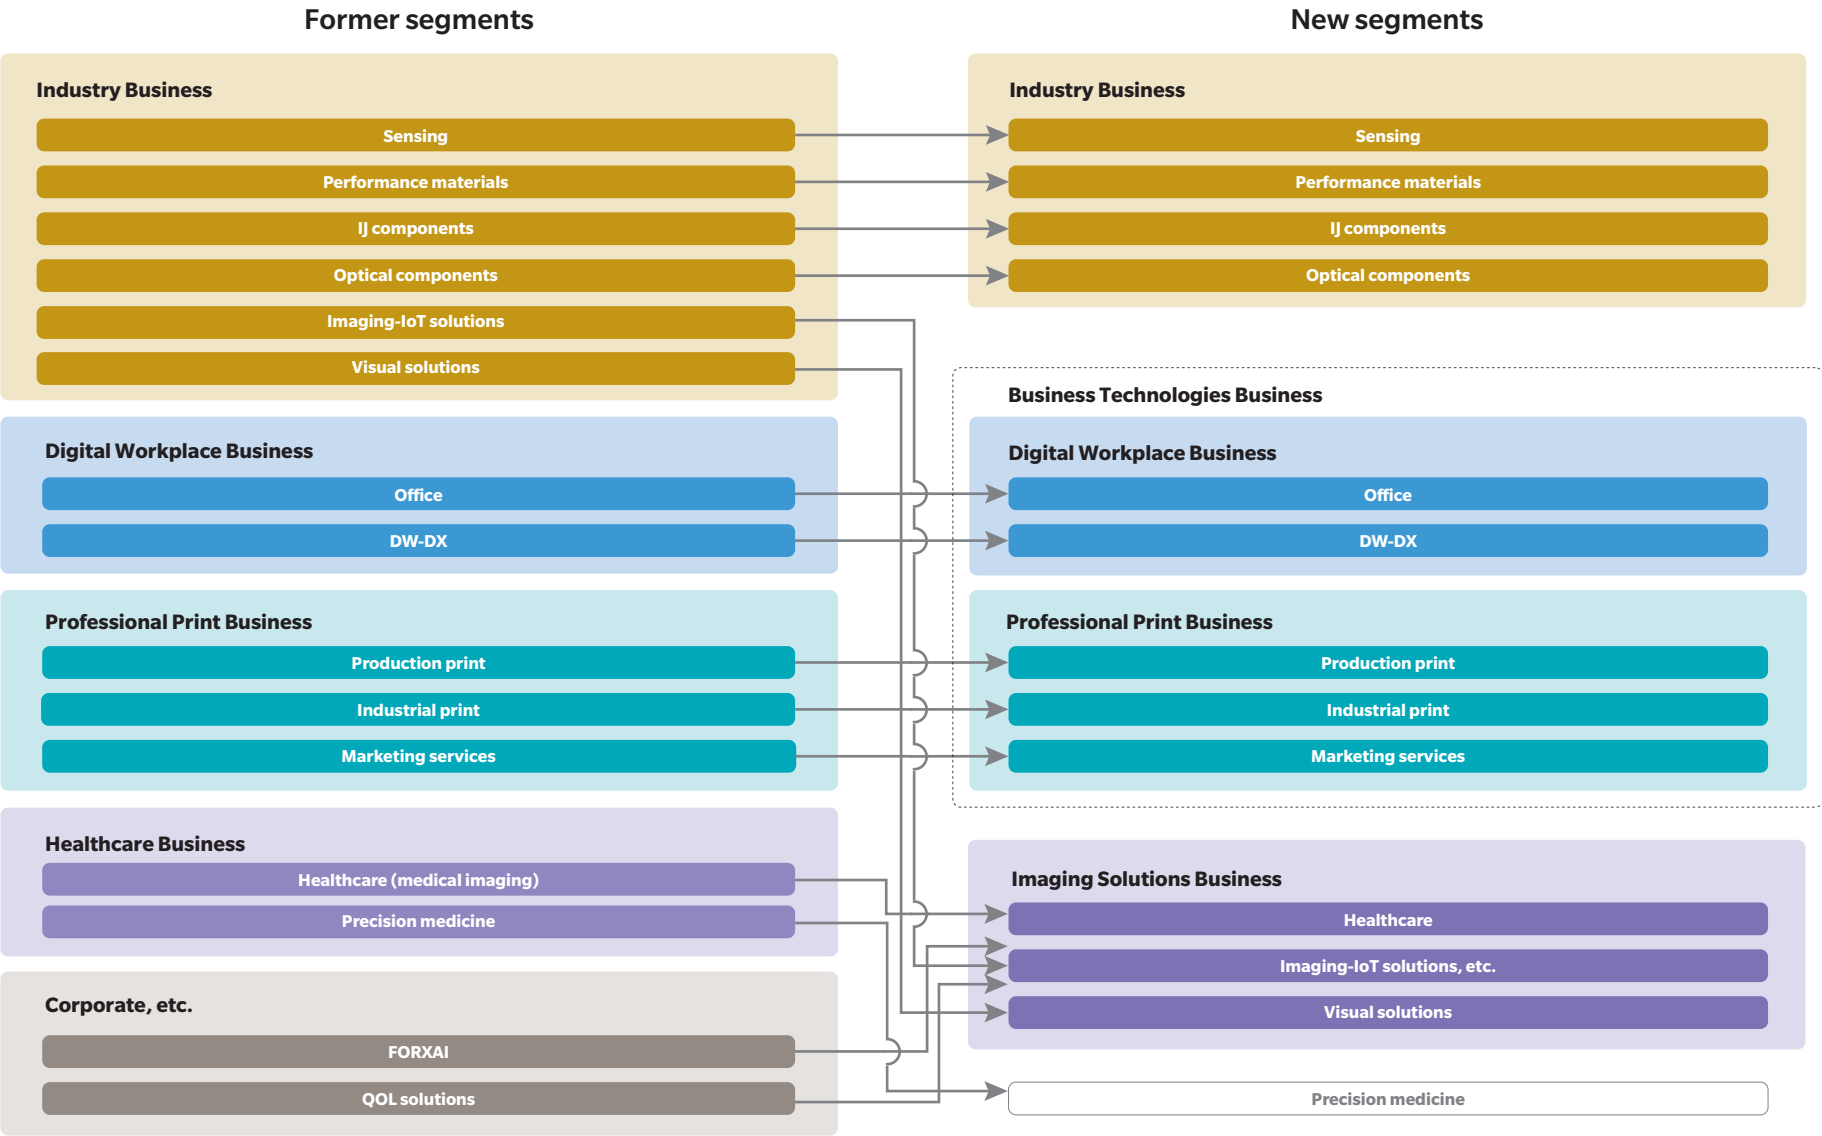 Former segments
Industry Business
Sensing
Performance materials
IJ components
Optical components
Imaging-IoT solutions
Visual solutions
Digital Workplace Business
Office
DW-DX
Professional Print Business
Production print
Industrial print
Marketing services
Healthcare Business
Healthcare (medical imaging)
Precision medicine
Corporate, etc.
FORXAI
QOL solutions
New segments
Industry Business
Sensing
Performance materials
IJ components
Optical components
Business Technologies Business
Digital Workplace Business
Office
DW-DX
Professional Print Business
Production print
Industrial print
Marketing services
Imaging Solutions Business
Healthcare
Imaging-IoT solutions, etc.
Visual solutions
Precision medicine